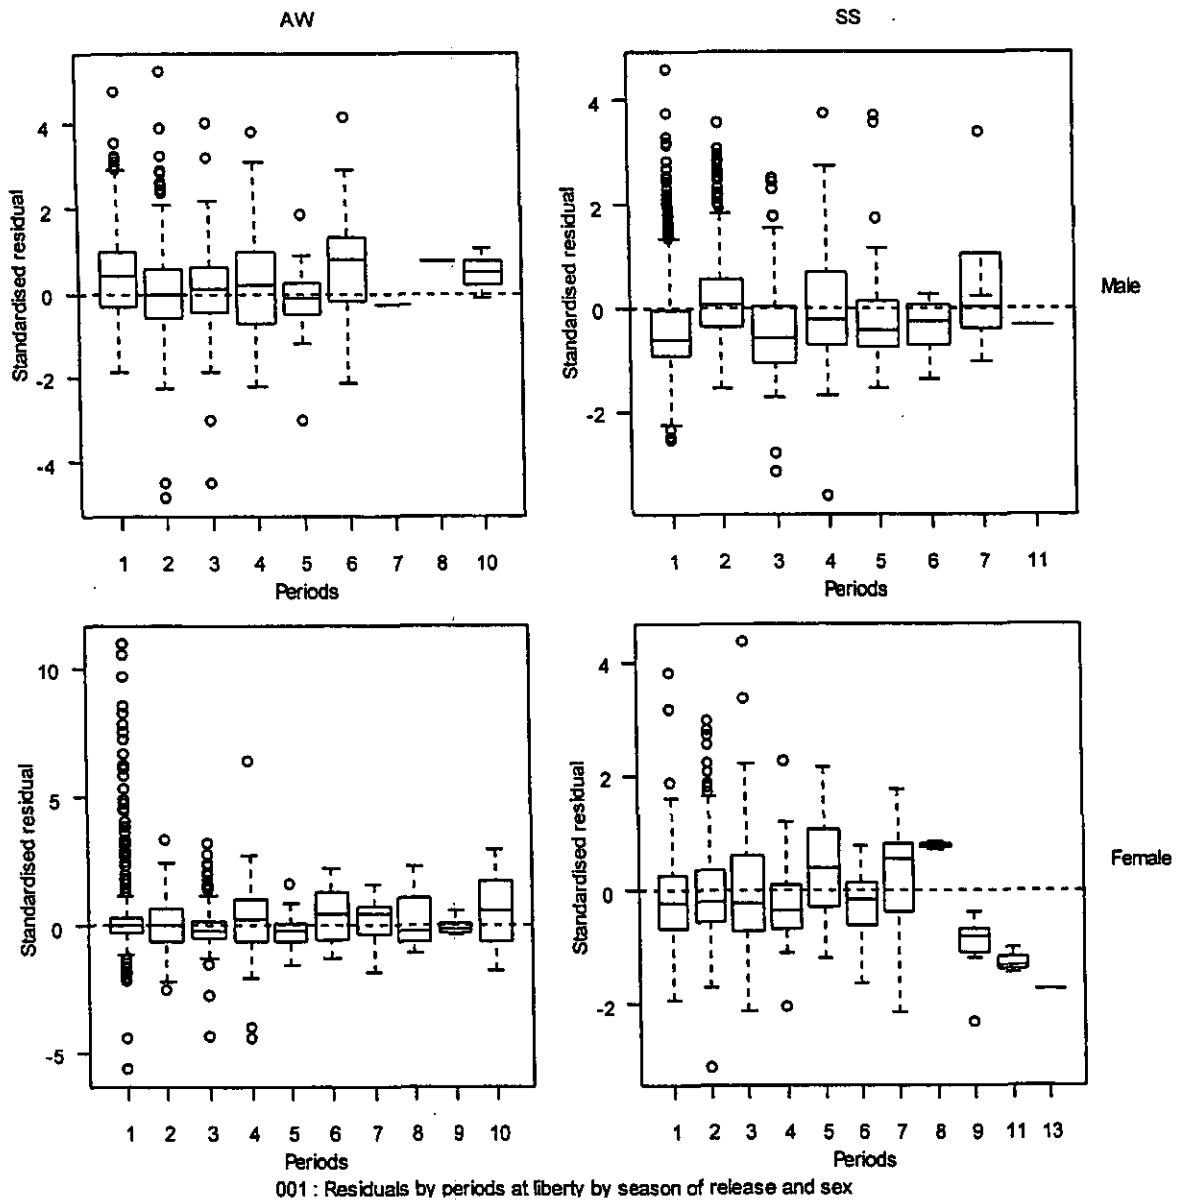 AW
SS
Standardised residual
4
2
0
-2
-4
1 2 3 4 5 6 7 8 10
Periods
Standardised residual
4
2
0
-2
1 2 3 4 5 6 7 11
Periods
Male
Standardised residual
10
5
0
-5
1 2 3 4 5 6 7 8 9 10
Periods
Standardised residual
4
2
0
-2
1 2 3 4 5 6 7 8 9 11 13
Periods
Female
001 : Residuals by periods at liberty by season of release and sex